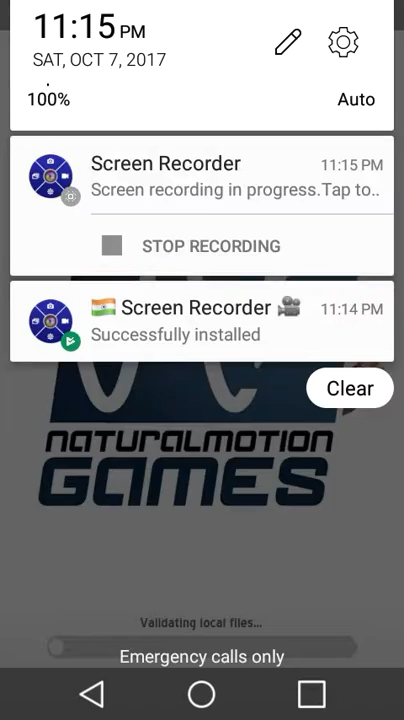 11:15 PM
SAT, OCT 7, 2017
100% Auto
Screen Recorder 11:15 PM
Screen recording in progress.Tap to..
STOP RECORDING
🇮🇳 Screen Recorder 🎥 11:14 PM
Successfully installed
Clear
naturalmotion
games
Validating local files...
Emergency calls only